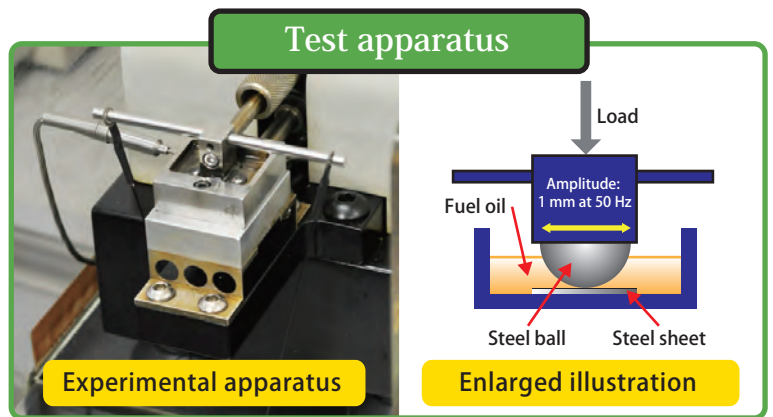 Test apparatus
Load
Amplitude:
1 mm at 50 Hz
Fuel oil
Steel ball
Steel sheet
Experimental apparatus
Enlarged illustration